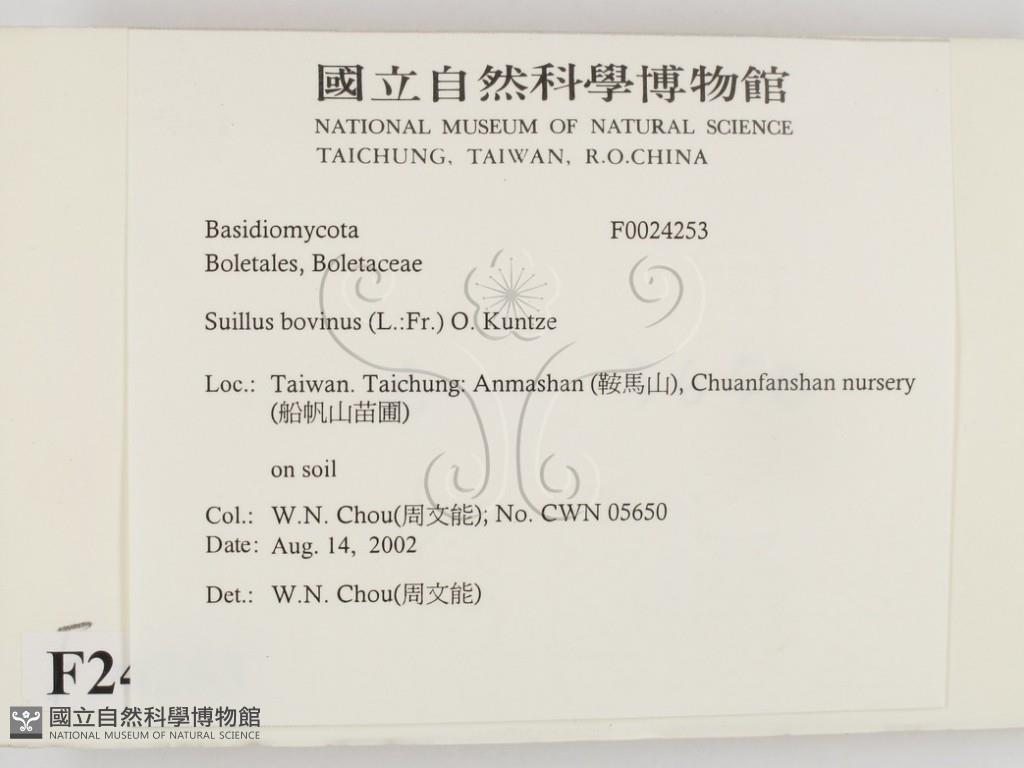 國立自然科學博物館
NATIONAL MUSEUM OF NATURAL SCIENCE
TAICHUNG, TAIWAN, R.O.CHINA
Basidiomycota F0024253
Boletales, Boletaceae
Suillus bovinus (L.:Fr.) O. Kuntze
Loc.: Taiwan. Taichung: Anmashan (鞍馬山), Chuanfanshan nursery
(船帆山苗圃)
on soil
Col.: W.N. Chou(周文能); No. CWN 05650
Date: Aug. 14, 2002
Det.: W.N. Chou(周文能)
F24
國立自然科學博物館
NATIONAL MUSEUM OF NATURAL SCIENCE